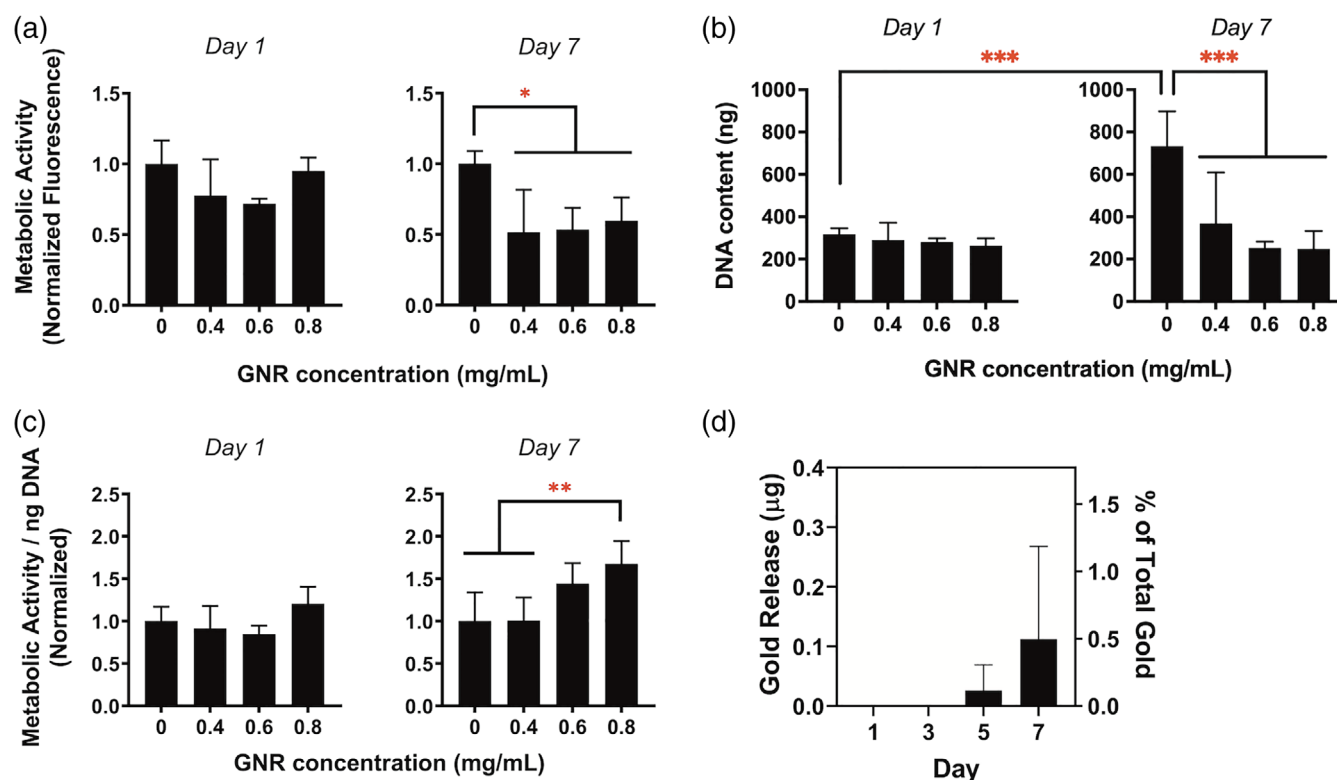 (a)
Day 1
Day 7
Metabolic Activity
(Normalized Fluorescence)
1.5
1.0
0.5
0.0
0 0.4 0.6 0.8
*
1.5
1.0
0.5
0.0
0 0.4 0.6 0.8
GNR concentration (mg/mL)
(b)
Day 1
Day 7
***
***
DNA content (ng)
1000
800
600
400
200
0
0 0.4 0.6 0.8
1000
800
600
400
200
0
0 0.4 0.6 0.8
GNR concentration (mg/mL)
(c)
Day 1
Day 7
Metabolic Activity / ng DNA
(Normalized)
2.5
2.0
1.5
1.0
0.5
0.0
0 0.4 0.6 0.8
**
2.5
2.0
1.5
1.0
0.5
0.0
0 0.4 0.6 0.8
GNR concentration (mg/mL)
(d)
Gold Release (μg)
0.4
0.3
0.2
0.1
0.0
1 3 5 7
Day
1.5
1.0
0.5
0.0
% of Total Gold